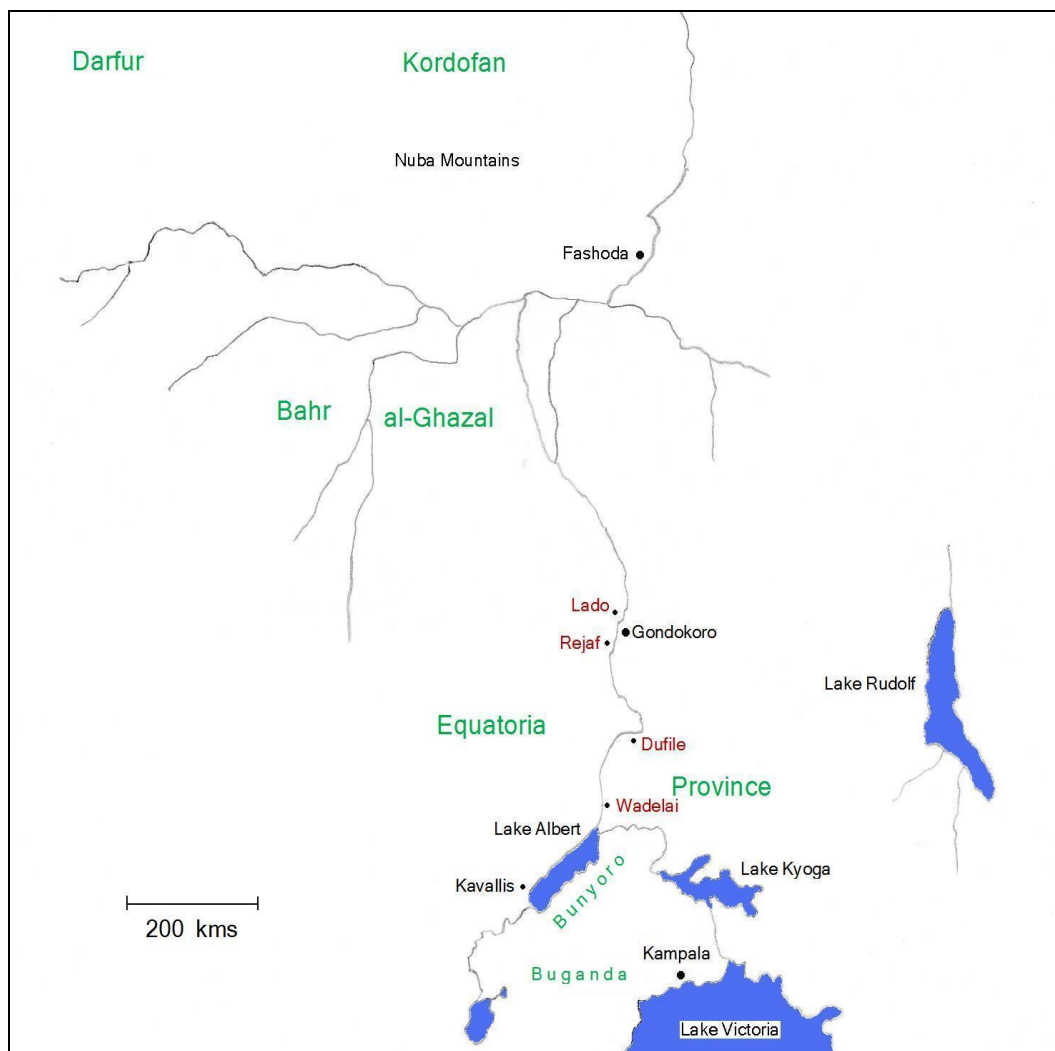 Darfur
Kordofan
Nuba Mountains
Fashoda
Bahr al-Ghazal
Lado
Gondokoro
Rejaf
Lake Rudolf
Equatoria
Dufile
Province
Wadelai
Lake Albert
Lake Kyoga
Kavallis
Bunyoro
200 kms
Kampala
Buganda
Lake Victoria